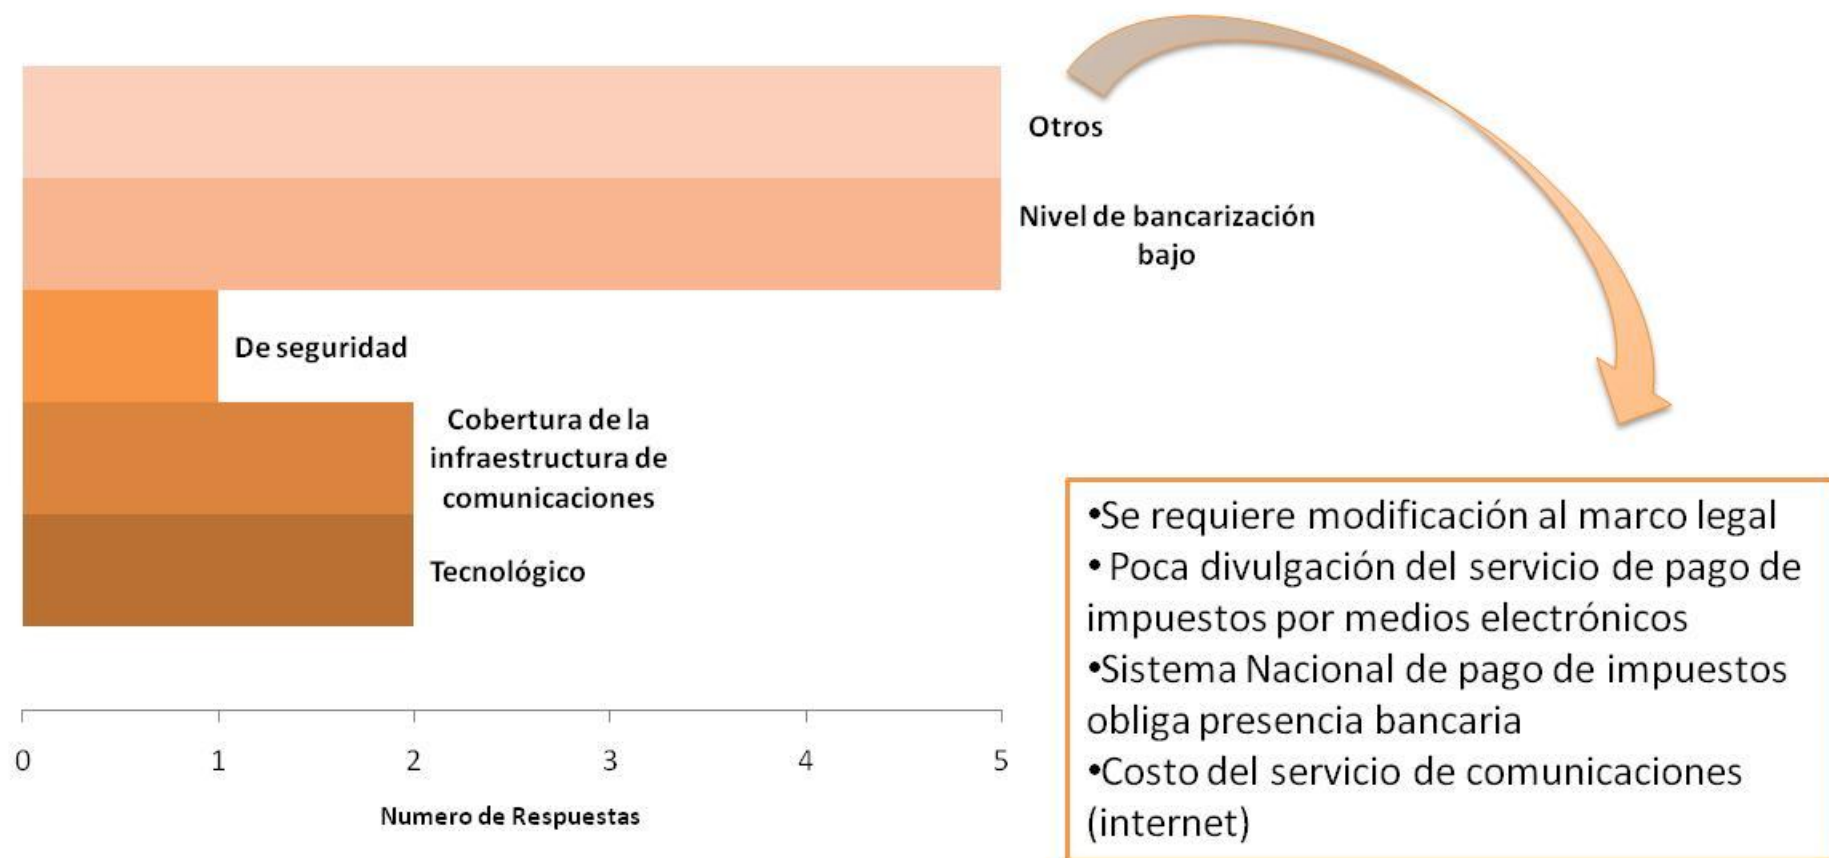 Otros
Nivel de bancarización
bajo
De seguridad
Cobertura de la
infraestructura de
comunicaciones
Tecnológico
0 1 2 3 4 5
Numero de Respuestas
•Se requiere modificación al marco legal
• Poca divulgación del servicio de pago de
impuestos por medios electrónicos
•Sistema Nacional de pago de impuestos
obliga presencia bancaria
•Costo del servicio de comunicaciones
(internet)